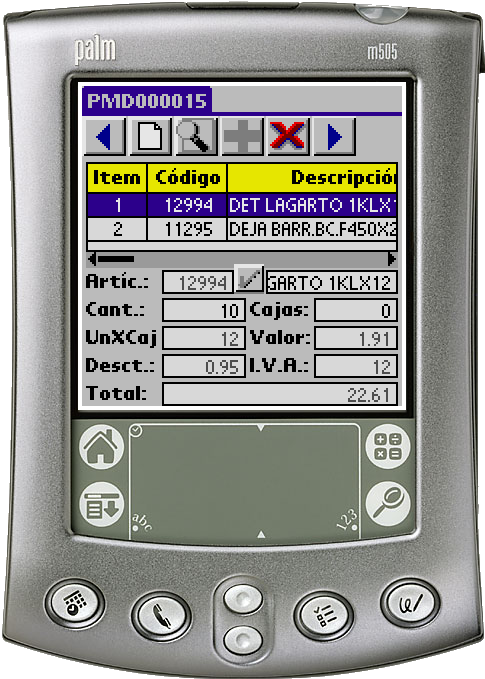 palm
m505
PMD000015
Item Código Descripción
1 12994 DET LAGARTO 1KLX1
2 11295 DEJA BARR.BC.F450X2
Artíc.: 12994 GARTO 1KLX12
Cant.: 10 Cajas: 0
UnXCaj 12 Valor: 1.91
Desct.: 0.95 I.V.A.: 12
Total: 22.61
abc
123